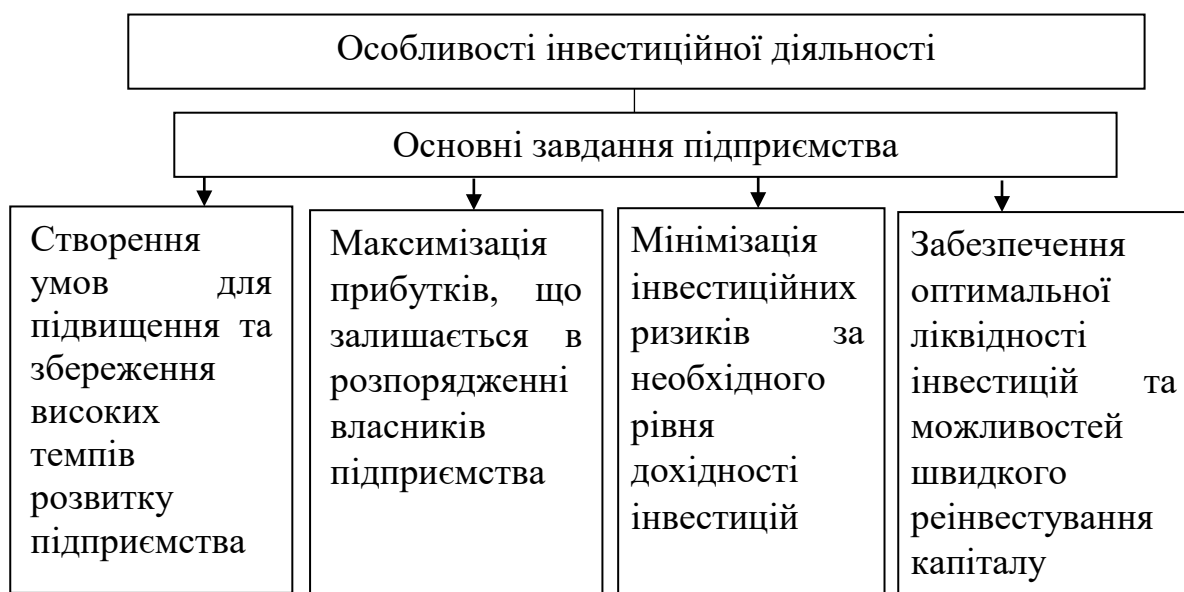 Особливості інвестиційної діяльності
Основні завдання підприємства
Створення
умов для
підвищення та
збереження
високих
темпів
розвитку
підприємства
Максимізація
прибутків, що
залишається в
розпорядженні
власників
підприємства
Мінімізація
інвестиційних
ризиків за
необхідного
рівня
дохідності
інвестицій
Забезпечення
оптимальної
ліквідності
інвестицій та
можливостей
швидкого
реінвестування
капіталу